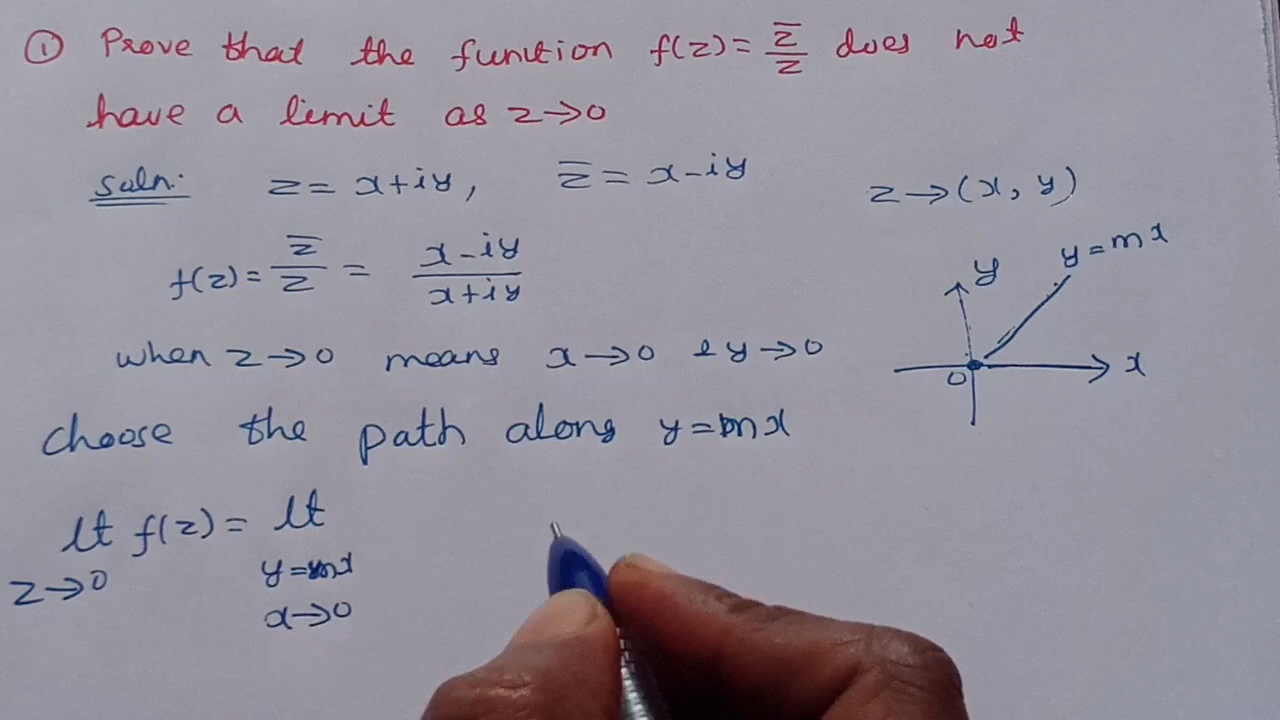 ① Prove that the function f(z) = z̅/z does not
have a limit as z→0
Soln: z = x+iy, z̅ = x-iy
z→(x, y)
f(z) = z̅/z = x-iy/x+iy
y = mx
y
x
0
when z→0 means x→0 & y→0
choose the path along y = mx
lt f(z) = lt
z→0 y = mx
x→0